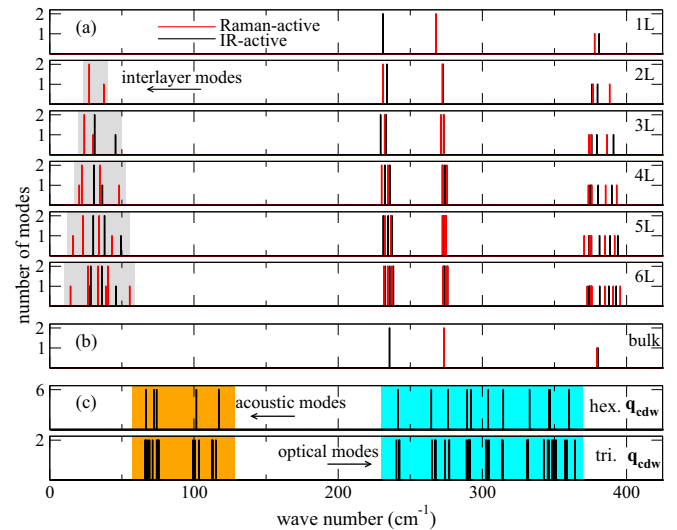 2
1
(a)
Raman-active
IR-active
1L
2
1
interlayer modes
2L
2
1
3L
2
1
4L
2
1
5L
2
1
6L
number of modes
2
1
(b)
bulk
6
(c)
acoustic modes
hex. q_cdw
2
optical modes
tri. q_cdw
0 100 200 300 400
wave number (cm⁻¹)